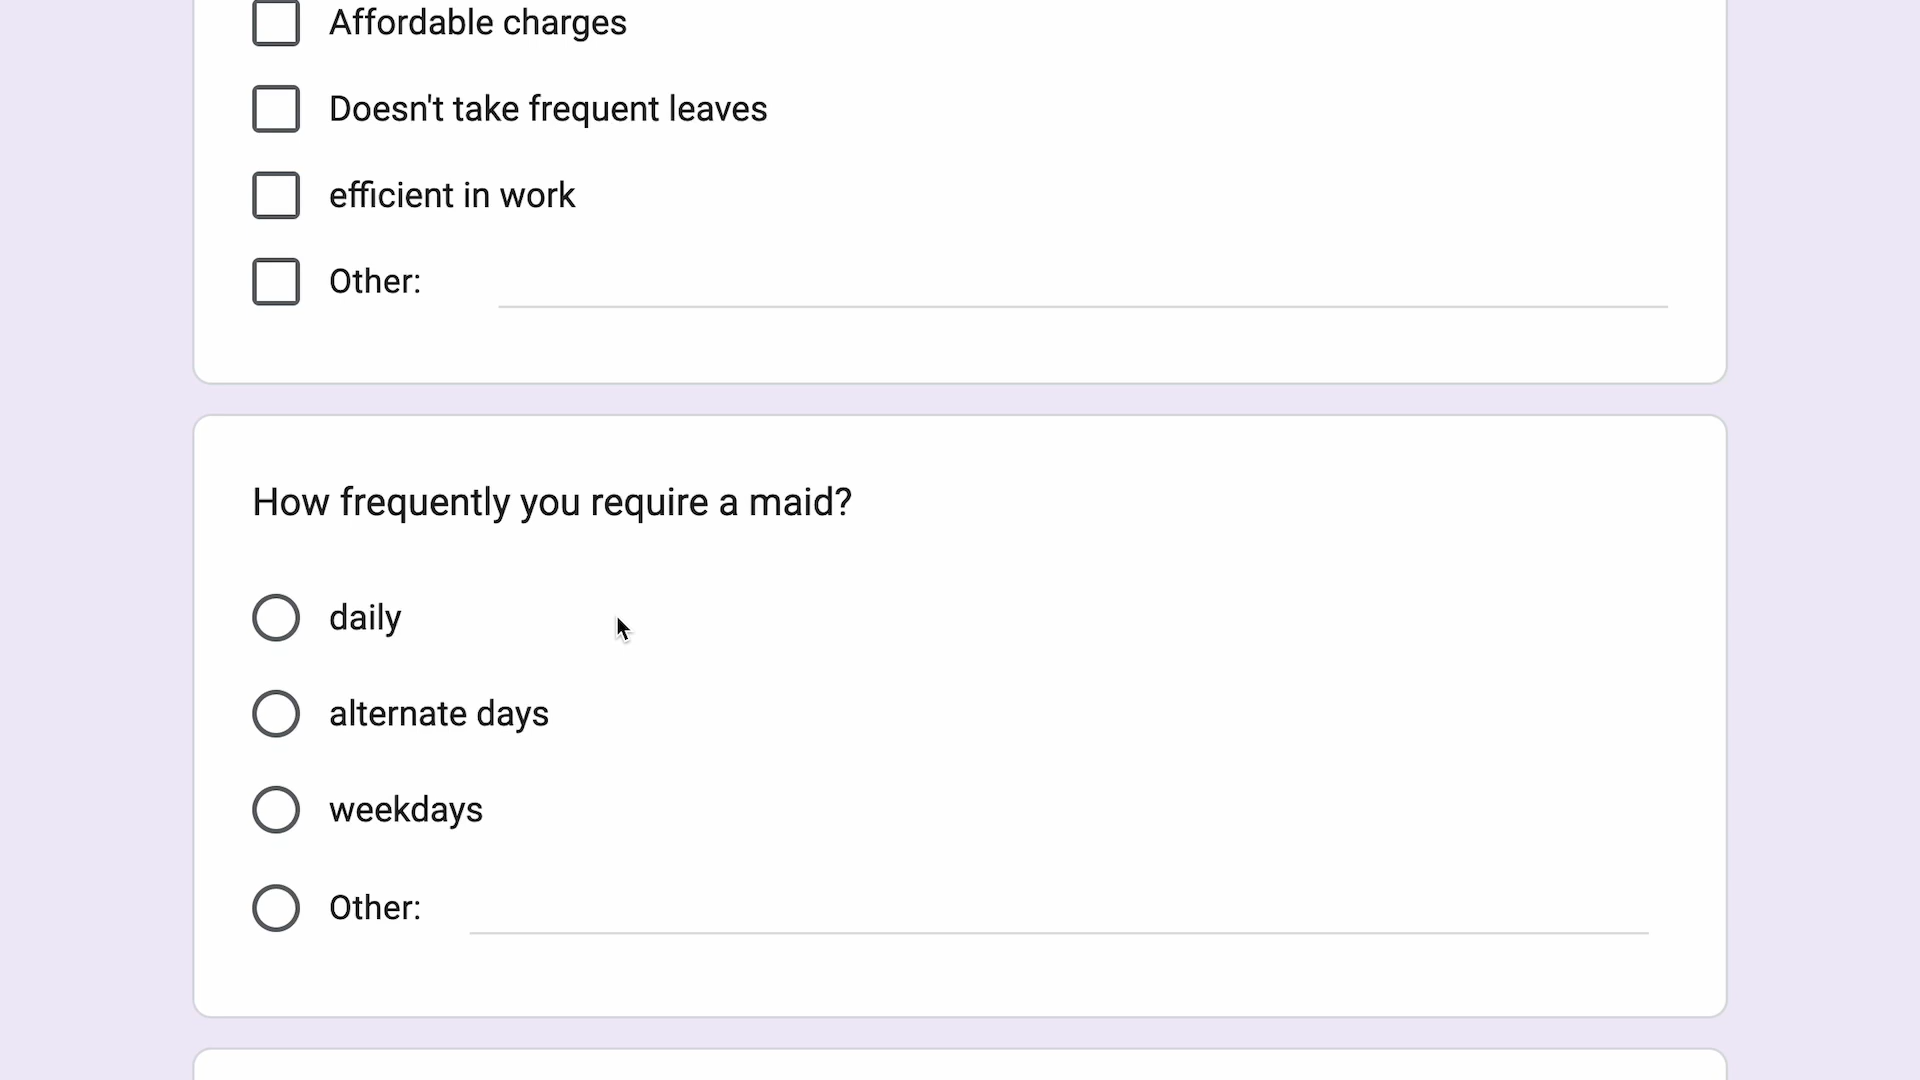 Affordable charges
Doesn't take frequent leaves
efficient in work
Other:
How frequently you require a maid?
daily
alternate days
weekdays
Other: